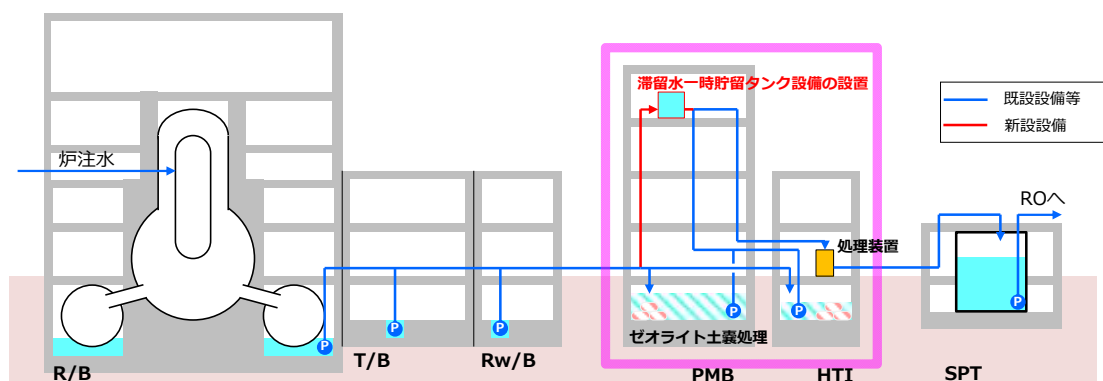 滞留水一時貯留タンク設備の設置
既設設備等
新設設備
炉注水
ROへ
処理装置
P
P
P
P
P
P
ゼオライト土嚢処理
R/B
T/B
Rw/B
PMB
HTI
SPT